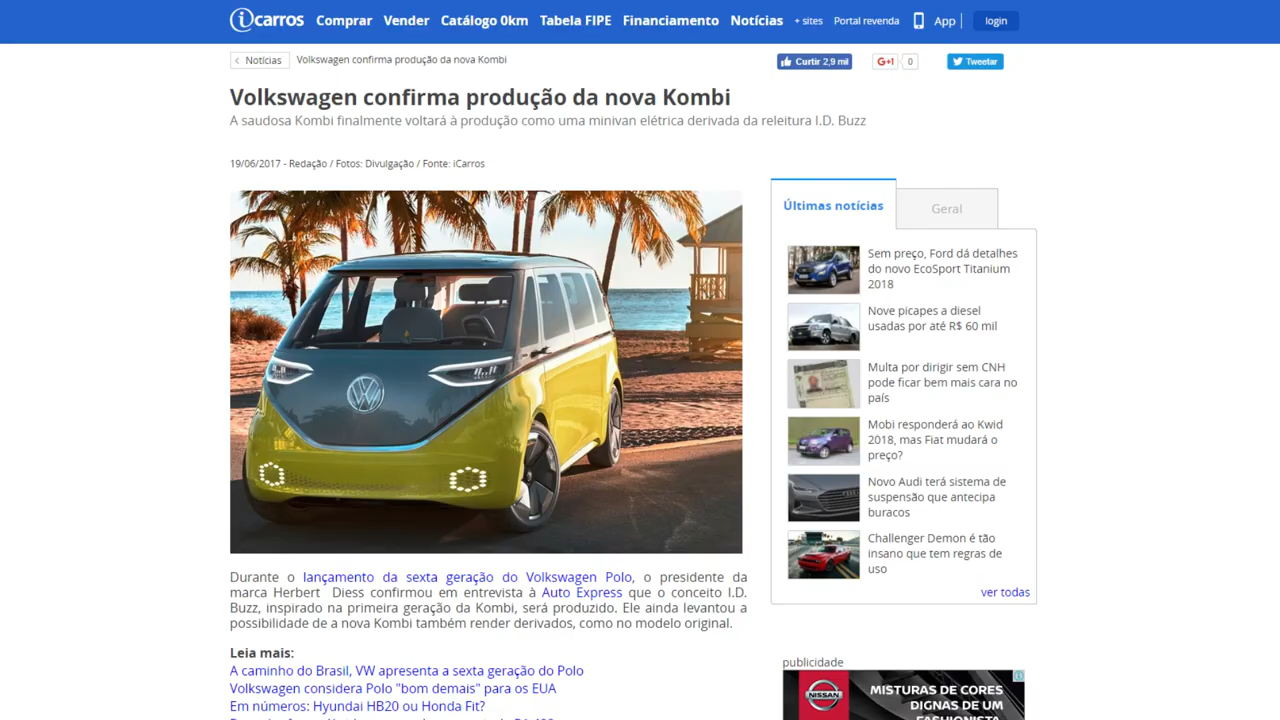 icarros Comprar Vender Catálogo 0km Tabela FIPE Financiamento Notícias + sites Portal revenda App login
Notícias Volkswagen confirma produção da nova Kombi
Curtir 2,9 mil G+1 0 Tweetar
Volkswagen confirma produção da nova Kombi
A saudosa Kombi finalmente voltará à produção como uma minivan elétrica derivada da releitura I.D. Buzz
19/06/2017 - Redação / Fotos: Divulgação / Fonte: iCarros
Durante o lançamento da sexta geração do Volkswagen Polo, o presidente da
marca Herbert Diess confirmou em entrevista à Auto Express que o conceito I.D.
Buzz, inspirado na primeira geração da Kombi, será produzido. Ele ainda levantou a
possibilidade de a nova Kombi também render derivados, como no modelo original.
Leia mais:
A caminho do Brasil, VW apresenta a sexta geração do Polo
Volkswagen considera Polo "bom demais" para os EUA
Em números: Hyundai HB20 ou Honda Fit?
Últimas notícias
Geral
Sem preço, Ford dá detalhes
do novo EcoSport Titanium
2018
Nove picapes a diesel
usadas por até R$ 60 mil
Multa por dirigir sem CNH
pode ficar bem mais cara no
país
Mobi responderá ao Kwid
2018, mas Fiat mudará o
preço?
Novo Audi terá sistema de
suspensão que antecipa
buracos
Challenger Demon é tão
insano que tem regras de
uso
ver todas
publicidade
NISSAN
MISTURAS DE CORES
DIGNAS DE UM
FASHIONISTA